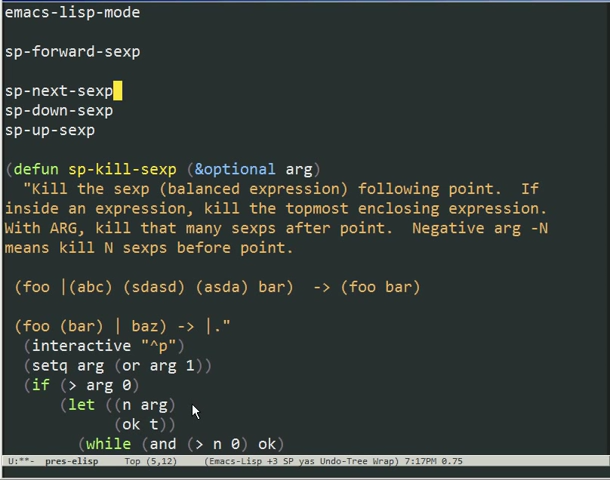 emacs-lisp-mode
sp-forward-sexp
sp-next-sexp
sp-down-sexp
sp-up-sexp
(defun sp-kill-sexp (&optional arg)
"Kill the sexp (balanced expression) following point.  If
inside an expression, kill the topmost enclosing expression.
With ARG, kill that many sexps after point.  Negative arg -N
means kill N sexps before point.
(foo |(abc) (sdasd) (asda) bar)  -> (foo bar)
(foo (bar) | baz) -> |."
(interactive "^p")
(setq arg (or arg 1))
(if (> arg 0)
(let ((n arg)
(ok t))
(while (and (> n 0) ok)
U:**-  pres-elisp     Top (5,12)     (Emacs-Lisp +3 SP yas Undo-Tree Wrap) 7:17PM 0.75